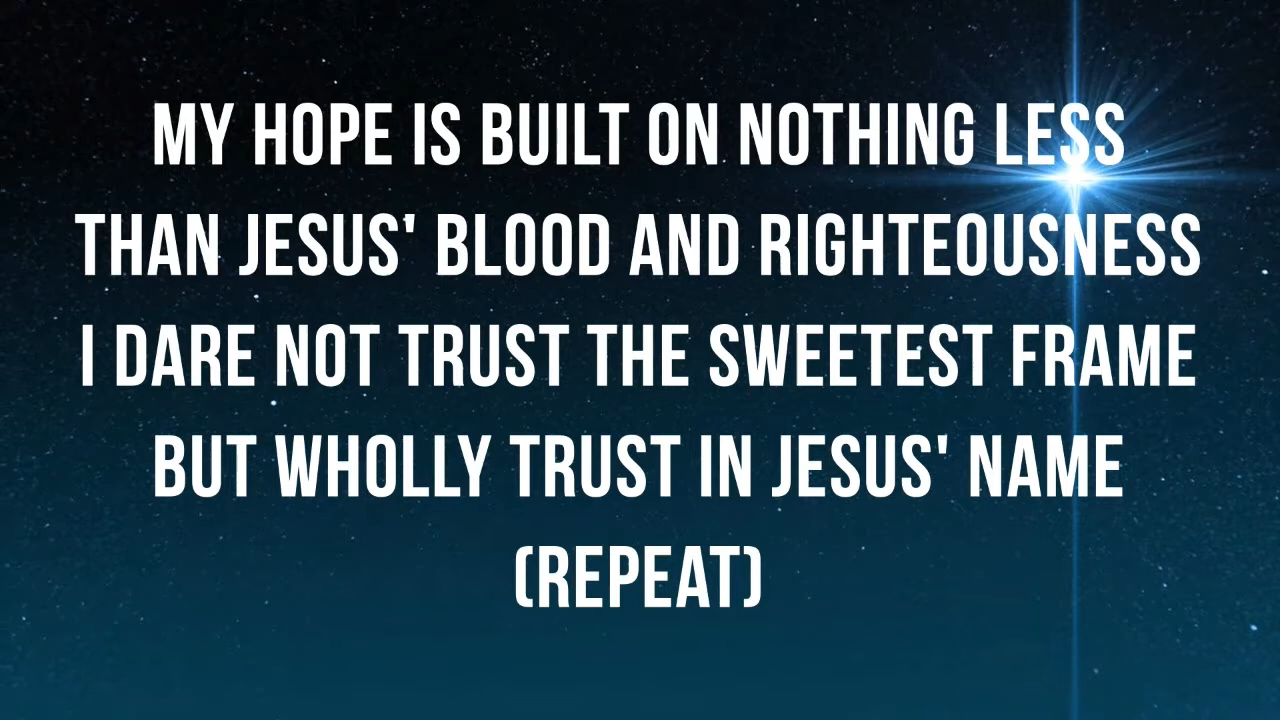 MY HOPE IS BUILT ON NOTHING LESS
THAN JESUS' BLOOD AND RIGHTEOUSNESS
I DARE NOT TRUST THE SWEETEST FRAME
BUT WHOLLY TRUST IN JESUS' NAME
(REPEAT)